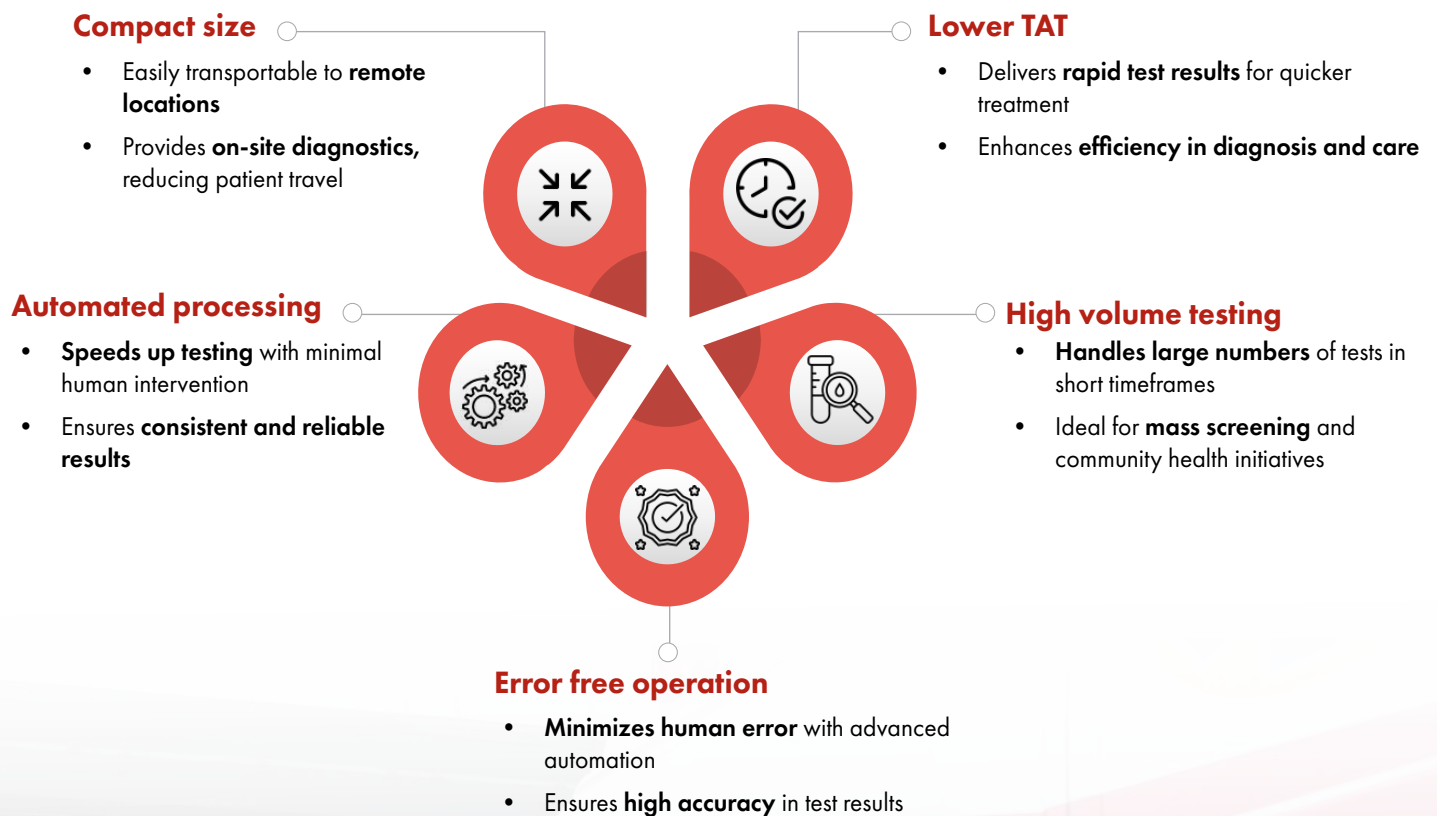 Compact size
• Easily transportable to remote
locations
• Provides on-site diagnostics,
reducing patient travel
Lower TAT
• Delivers rapid test results for quicker
treatment
• Enhances efficiency in diagnosis and care
Automated processing
• Speeds up testing with minimal
human intervention
• Ensures consistent and reliable
results
High volume testing
• Handles large numbers of tests in
short timeframes
• Ideal for mass screening and
community health initiatives
Error free operation
• Minimizes human error with advanced
automation
• Ensures high accuracy in test results